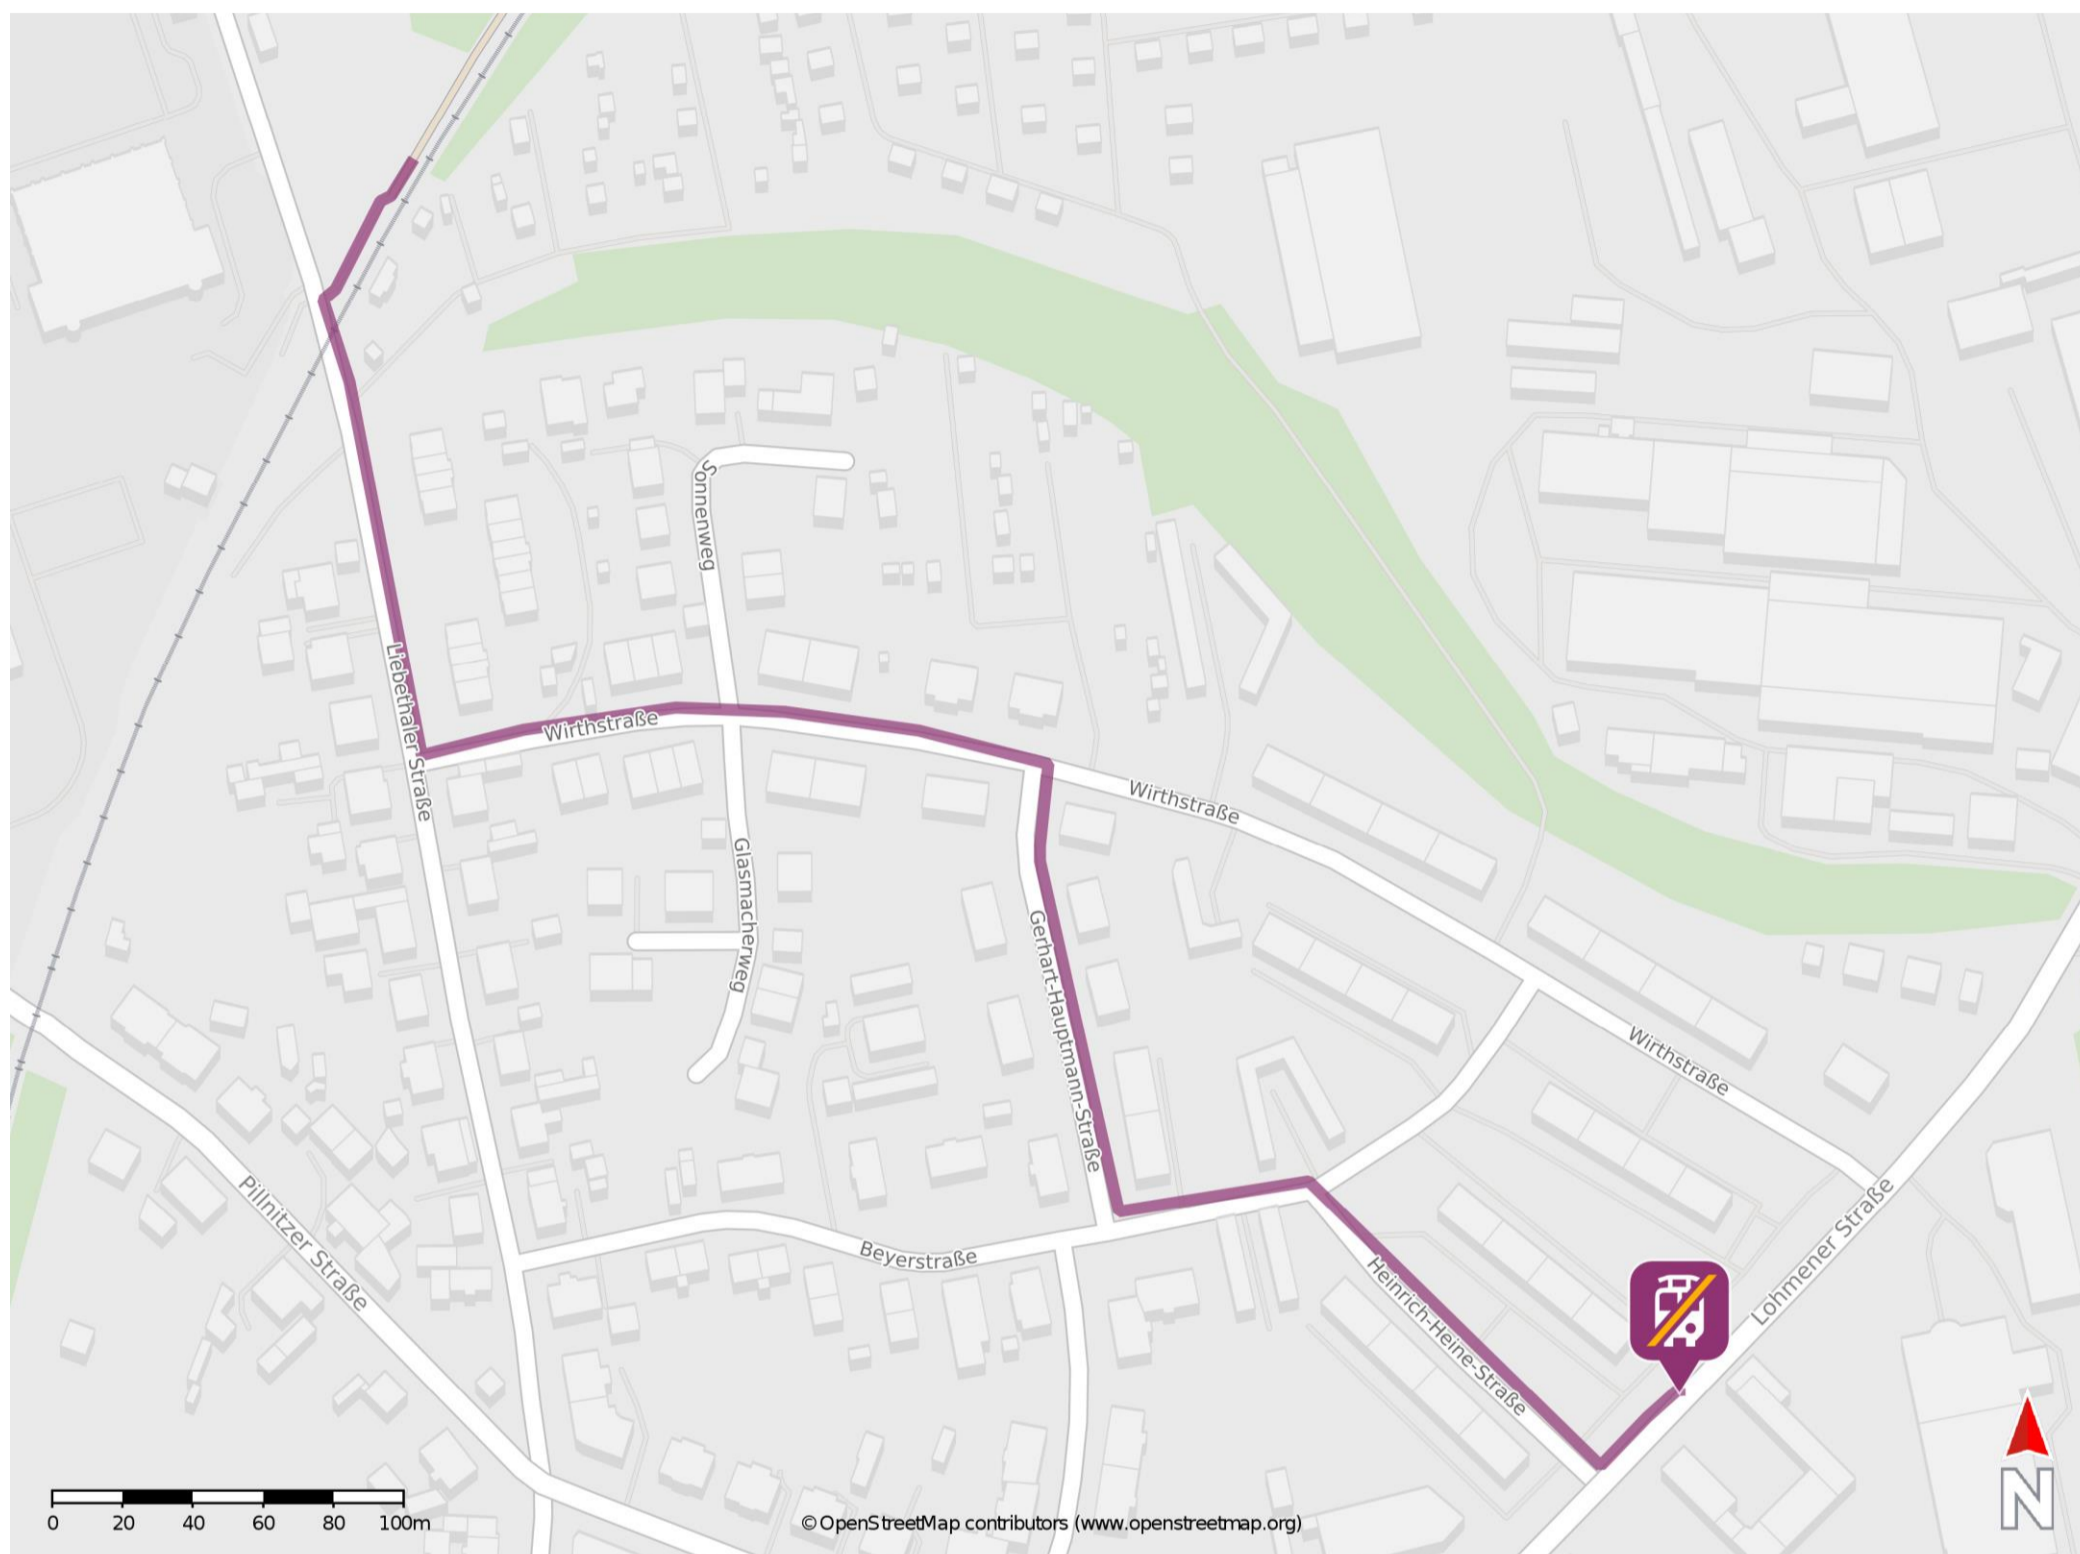 Sonnenweg
Liebethaler Straße
Wirthstraße
Wirthstraße
Glasmacherweg
Gerhart-Hauptmann-Straße
Wirthstraße
Pillnitzer Straße
Beyerstraße
Heinrich-Heine-Straße
Lohmener Straße
0 20 40 60 80 100m
© OpenStreetMap contributors (www.openstreetmap.org)
N